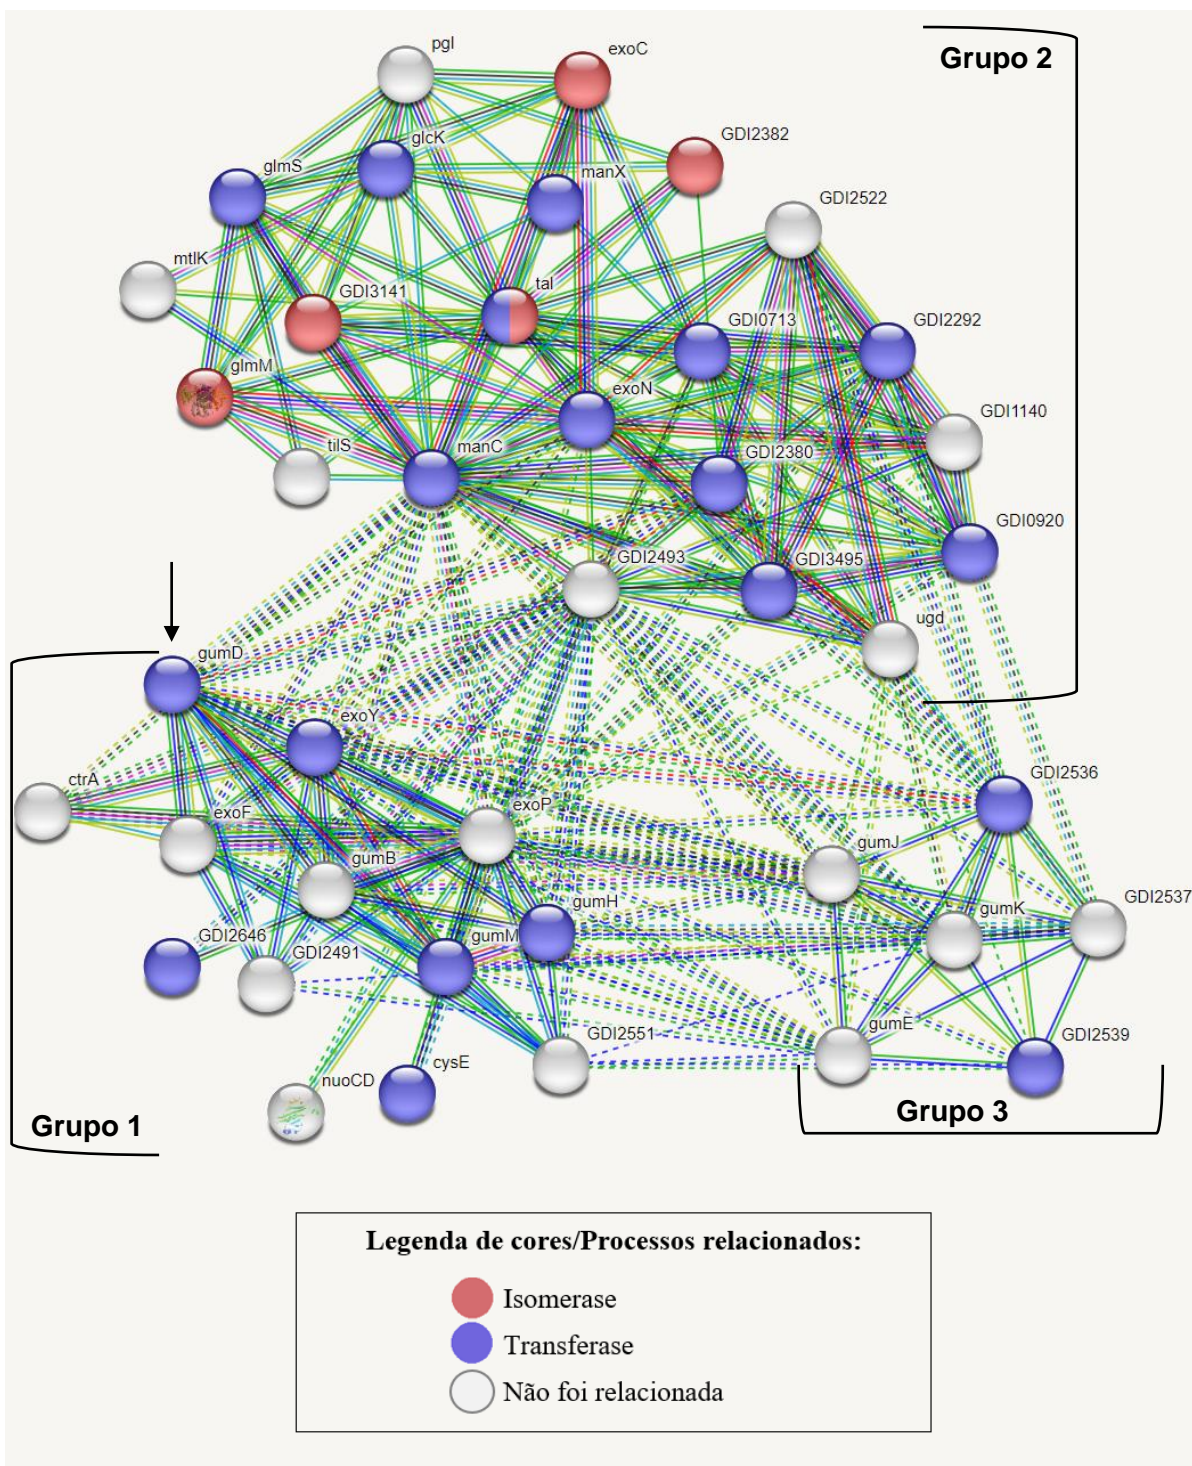 pgI
exoC
Grupo 2
GDI2382
glcK
glmS
manX
GDI2522
mtlK
GDI3141
tal
GDI0713
GDI2292
glmM
exoN
GDI1140
tilS
manC
GDI2380
GDI0920
GDI2493
GDI3495
ugd
gumD
exoY
ctrA
exoF
exoP
GDI2536
gumB
gumJ
gumH
gumK
GDI2537
GDI2646
GDI2491
gumM
GDI2551
gumE
GDI2539
nuoCD
cysE
Grupo 1
Grupo 3
Legenda de cores/Processos relacionados:
Isomerase
Transferase
Não foi relacionada